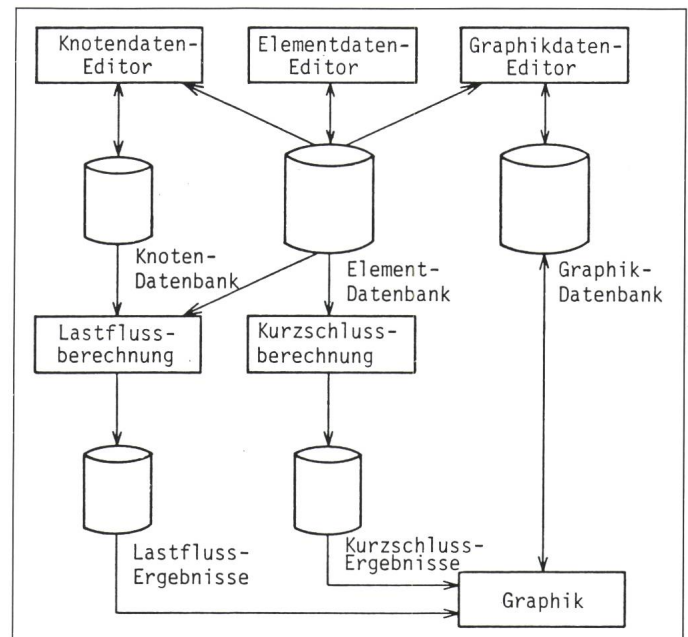 Knotendaten-
Editor
Elementdaten-
Editor
Graphikdaten-
Editor
Knoten-
Datenbank
Element-
Datenbank
Graphik-
Datenbank
Lastfluss-
berechnung
Kurzschluss-
berechnung
Lastfluss-
Ergebnisse
Kurzschluss-
Ergebnisse
Graphik